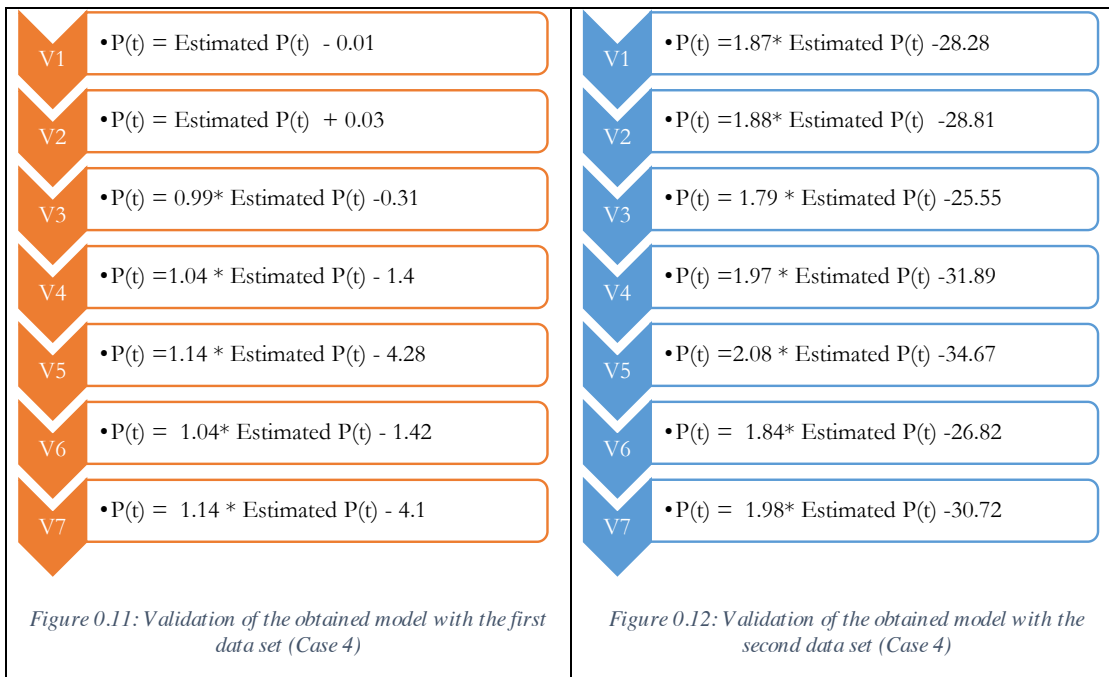 V1
•P(t) = Estimated P(t) - 0.01
V2
•P(t) = Estimated P(t) + 0.03
V3
•P(t) = 0.99* Estimated P(t) -0.31
V4
•P(t) =1.04 * Estimated P(t) - 1.4
V5
•P(t) =1.14 * Estimated P(t) - 4.28
V6
•P(t) = 1.04* Estimated P(t) - 1.42
V7
•P(t) = 1.14 * Estimated P(t) - 4.1
Figure 0.11: Validation of the obtained model with the first
data set (Case 4)
V1
•P(t) =1.87* Estimated P(t) -28.28
V2
•P(t) =1.88* Estimated P(t) -28.81
V3
•P(t) = 1.79 * Estimated P(t) -25.55
V4
•P(t) =1.97 * Estimated P(t) -31.89
V5
•P(t) =2.08 * Estimated P(t) -34.67
V6
•P(t) = 1.84* Estimated P(t) -26.82
V7
•P(t) = 1.98* Estimated P(t) -30.72
Figure 0.12: Validation of the obtained model with the
second data set (Case 4)